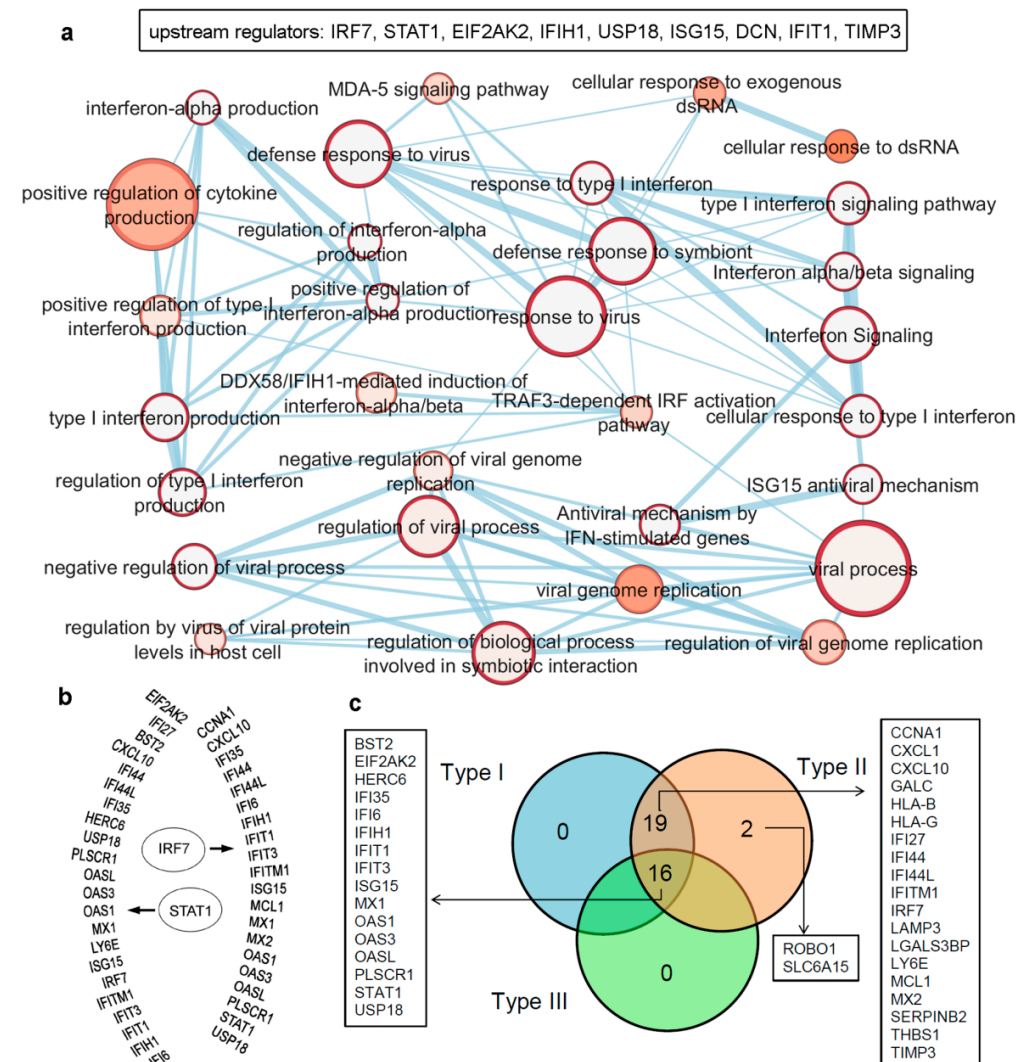 a
upstream regulators: IRF7, STAT1, EIF2AK2, IFIH1, USP18, ISG15, DCN, IFIT1, TIMP3
interferon-alpha production
MDA-5 signaling pathway
cellular response to exogenous
dsRNA
defense response to virus
cellular response to dsRNA
positive regulation of cytokine
production
response to type I interferon
type I interferon signaling pathway
regulation of interferon-alpha
production
defense response to symbiont
Interferon alpha/beta signaling
positive regulation of type I
interferon production
positive regulation of
interferon-alpha production
response to virus
Interferon Signaling
DDX58/IFIH1-mediated induction of
interferon-alpha/beta
TRAF3-dependent IRF activation
pathway
type I interferon production
cellular response to type I interferon
regulation of type I interferon
production
negative regulation of viral genome
replication
ISG15 antiviral mechanism
regulation of viral process
Antiviral mechanism by
IFN-stimulated genes
negative regulation of viral process
viral process
viral genome replication
regulation by virus of viral protein
levels in host cell
regulation of biological process
involved in symbiotic interaction
regulation of viral genome replication
b
EIF2AK2
IFI27
BST2
CXCL10
IFI44
IFI44L
IFI35
HERC6
USP18
PLSCR1
OASL
OAS3
OAS1
MX1
LY6E
ISG15
IRF7
IFITM1
IFIT3
IFIT1
IFIH1
IFI6
IRF7
STAT1
CCNA1
CXCL10
IFI35
IFI44
IFI44L
IFI6
IFIH1
IFIT1
IFIT3
IFITM1
ISG15
MCL1
MX1
MX2
OAS1
OAS3
OASL
PLSCR1
STAT1
USP18
c
BST2
EIF2AK2
HERC6
IFI35
IFI6
IFIH1
IFIT1
IFIT3
ISG15
MX1
OAS1
OAS3
OASL
PLSCR1
STAT1
USP18
Type I
Type II
Type III
0
19
2
16
0
ROBO1
SLC6A15
CCNA1
CXCL1
CXCL10
GALC
HLA-B
HLA-G
IFI27
IFI44
IFI44L
IFITM1
IRF7
LAMP3
LGALS3BP
LY6E
MCL1
MX2
SERPINB2
THBS1
TIMP3